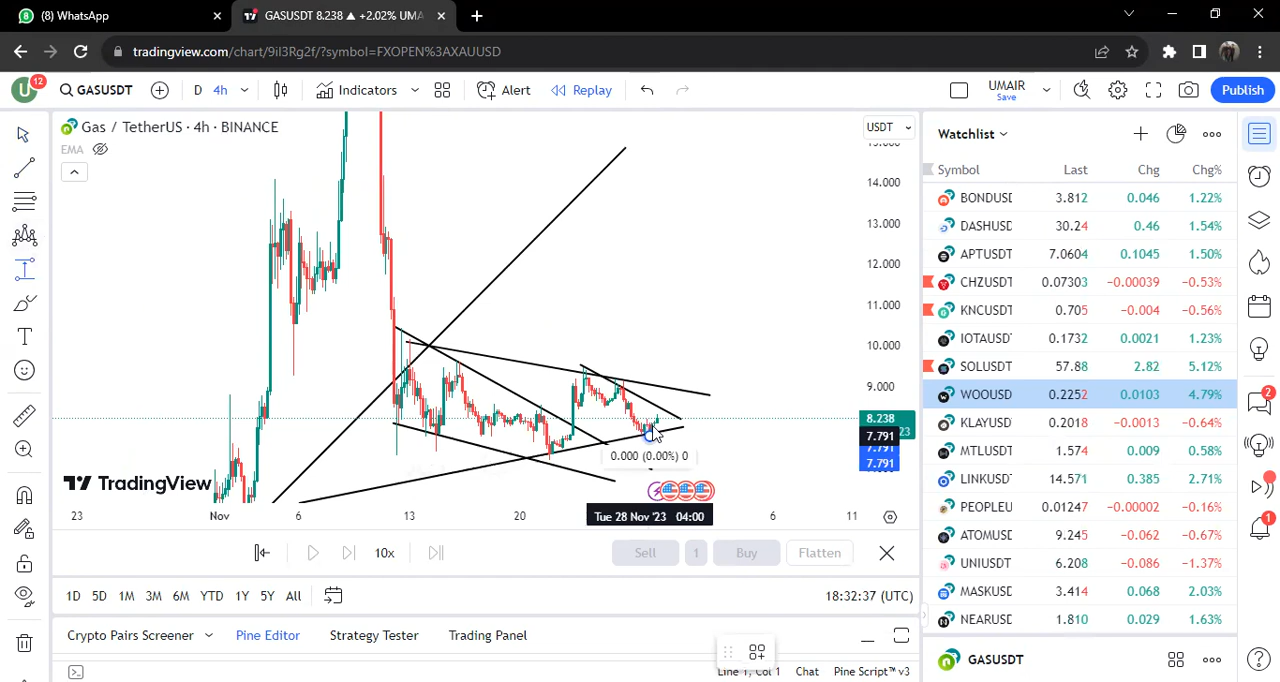 (8) WhatsApp
GASUSDT 8.238 ▲ +2.02% UMA
tradingview.com/chart/9il3Rg2f/?symbol=FXOPEN%3AXAUUSD
U 12 GASUSDT D 4h Indicators Alert Replay UMAIR Save Publish
Gas / TetherUS · 4h · BINANCE USDT
EMA
14.000
13.000
12.000
11.000
10.000
9.000
8.238
7.791
7.791
7.791
0.000 (0.00%) 0
TradingView
23 Nov 6 13 20 Tue 28 Nov '23 04:00 6 11
10x Sell 1 Buy Flatten
1D 5D 1M 3M 6M 1Y 5Y All 18:32:37 (UTC)
Crypto Pairs Screener Pine Editor Strategy Tester Trading Panel
Line 1, Col 1 Chat Pine Script™ v3
Watchlist
Symbol Last Chg Chg%
BONDUSD 3.812 0.046 1.22%
DASHUSD 30.24 0.46 1.54%
APTUSDT 7.0604 0.1045 1.50%
CHZUSDT 0.07303 −0.00039 −0.53%
KNCUSDT 0.705 −0.004 −0.56%
IOTAUSDT 0.1732 0.0021 1.23%
SOLUSDT 57.88 2.82 5.12%
WOOUSD 0.2252 0.0103 4.79%
KLAYUSD 0.2018 −0.0013 −0.64%
MTLUSD 1.574 0.009 0.58%
LINKUSD 14.571 0.385 2.71%
PEOPLEU 0.01247 −0.00002 −0.16%
ATOMUSD 9.245 −0.062 −0.67%
UNIUSDT 6.208 −0.086 −1.37%
MASKUSD 3.414 0.068 2.03%
NEARUSD 1.810 0.029 1.63%
GASUSDT
2
1